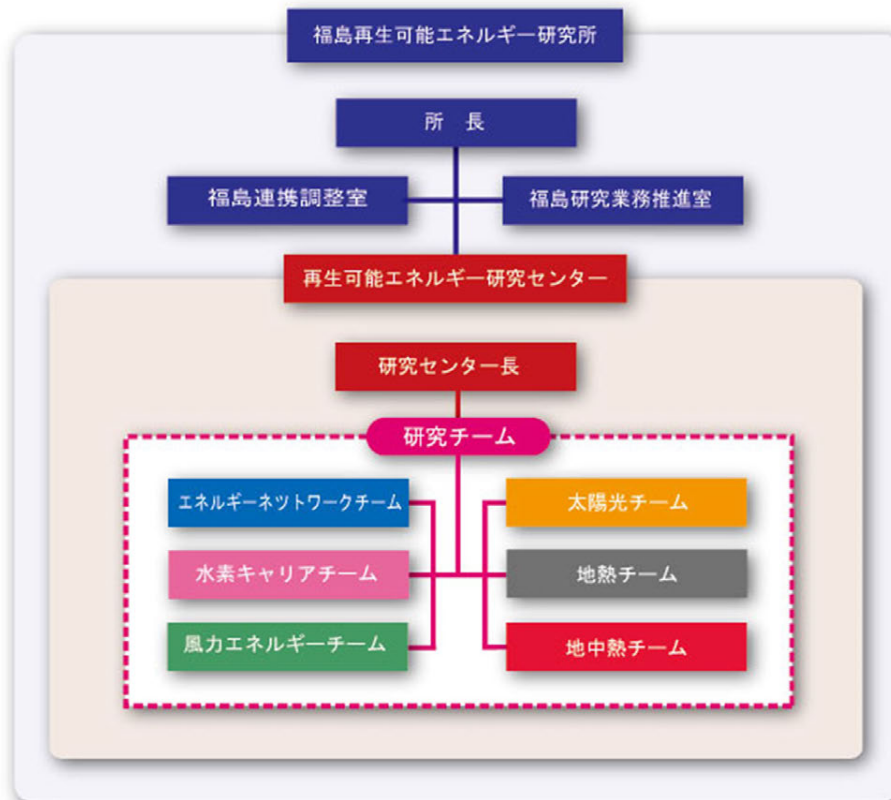 福島再生可能エネルギー研究所
所　長
福島連携調整室
福島研究業務推進室
再生可能エネルギー研究センター
研究センター長
研究チーム
エネルギーネツトワークチーム
太陽光チーム
水素キャリアチーム
地熱チーム
風力エネルギーチーム
地中熱チーム